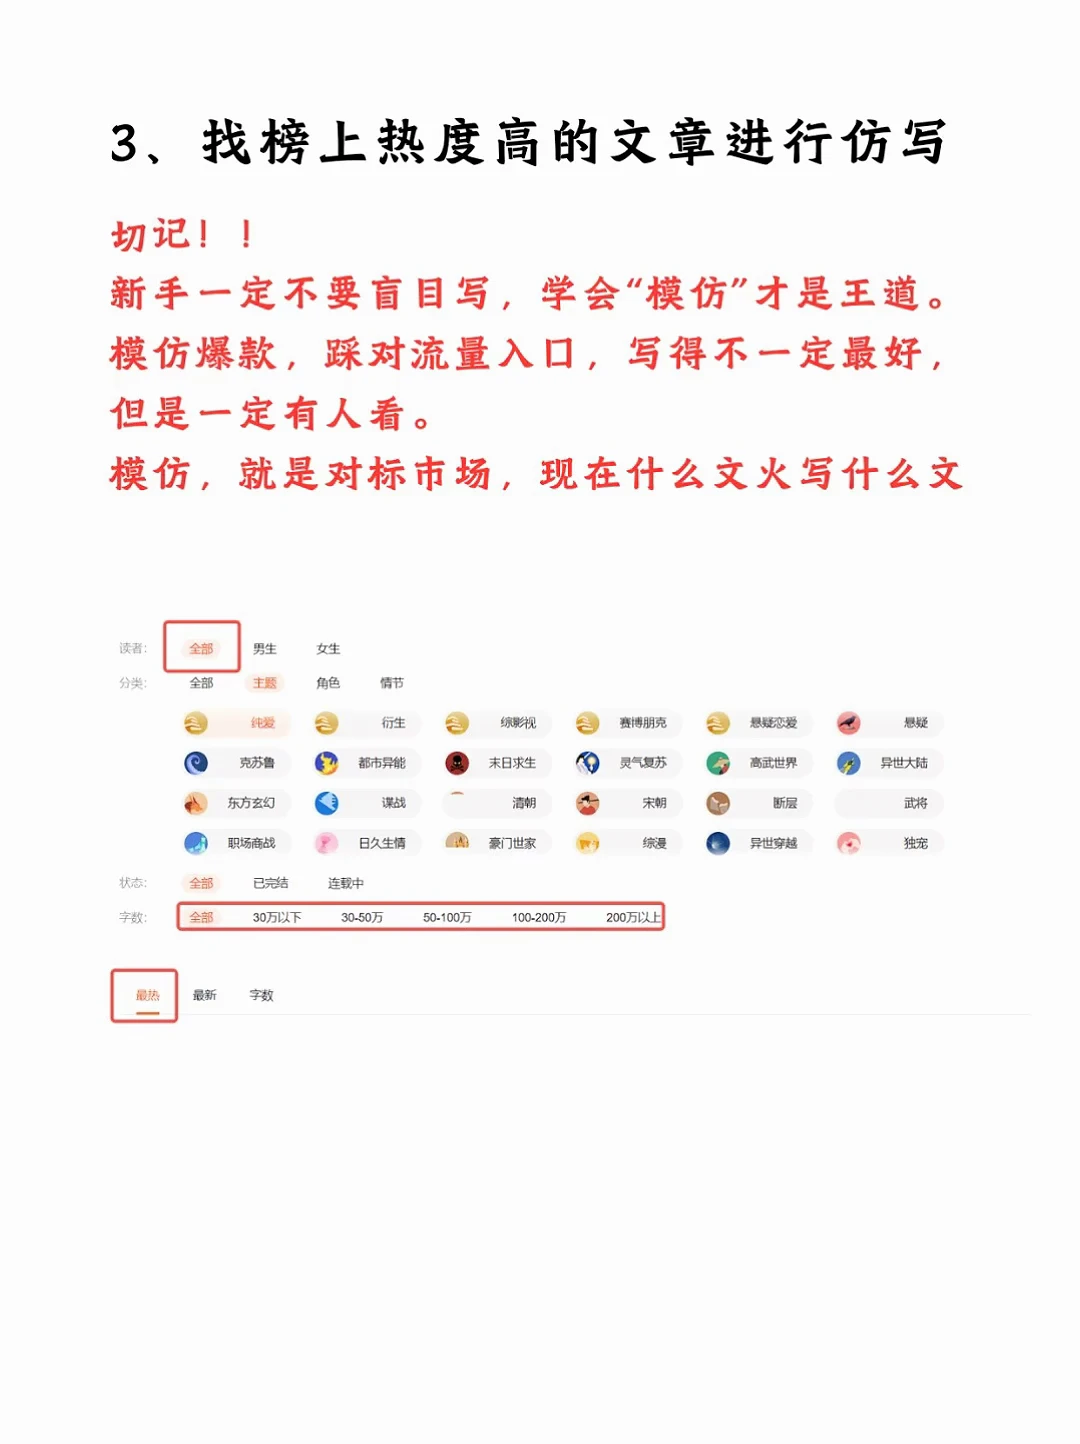 3、找榜上热度高的文章进行仿写
切记！！
新手一定不要盲目写，学会“模仿”才是王道。
模仿爆款，踩对流量入口，写得不一定最好，
但是一定有人看。
模仿，就是对标市场，现在什么文火写什么文
读者： 全部 男生 女生
分类： 全部 主题 角色 情节
纯爱 衍生 综影视 赛博朋克 悬疑恋爱 悬疑
克苏鲁 都市异能 末日求生 灵气复苏 高武世界 异世大陆
东方玄幻 谍战 清朝 宋朝 断层 武将
职场商战 日久生情 豪门世家 综漫 异世穿越 独宠
状态： 全部 已完结 连载中
字数： 全部 30万以下 30-50万 50-100万 100-200万 200万以上
最热 最新 字数